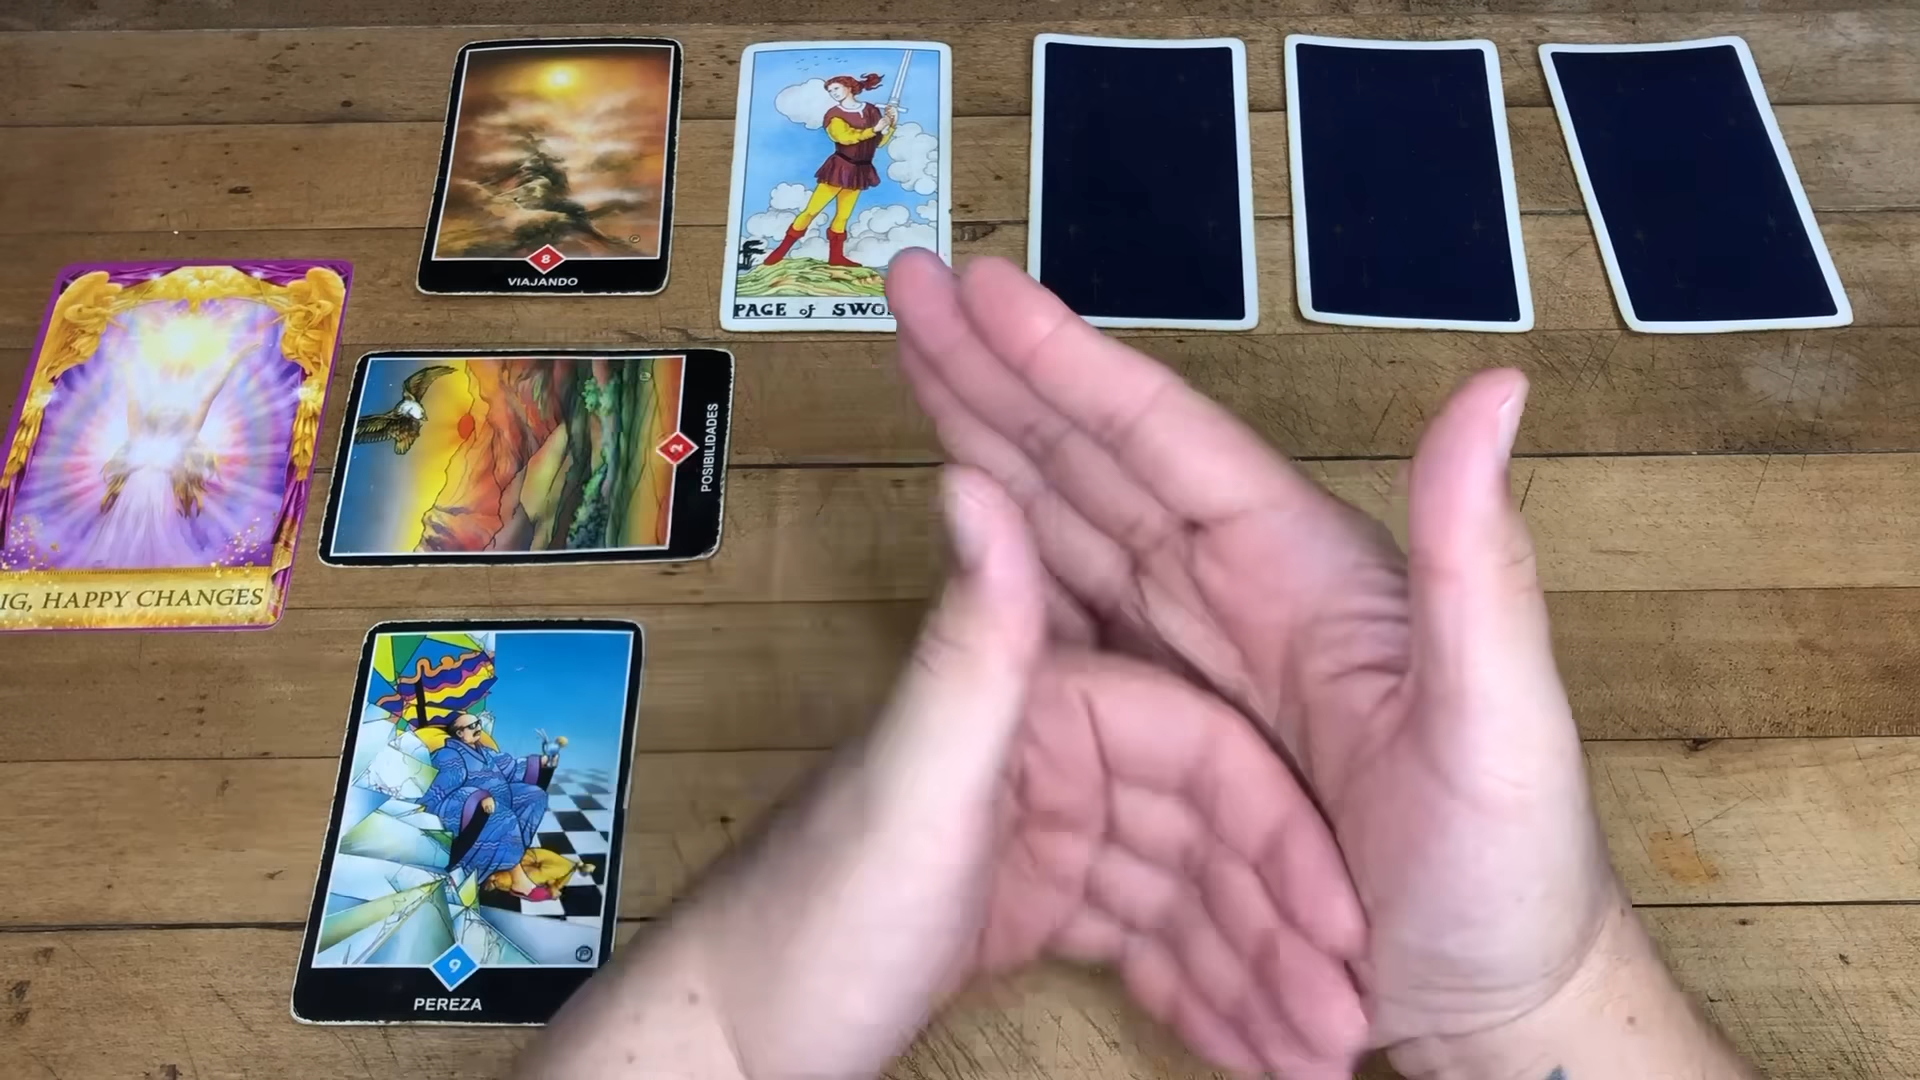 8
VIAJANDO
PAGE of SWO
2
POSIBILIDADES
IG, HAPPY CHANGES
9
PEREZA